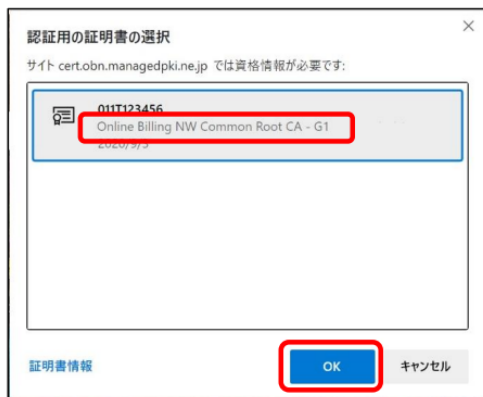 認証用の証明書の選択
サイト cert.obn.managedpki.ne.jp では資格情報が必要です:
011T123456
Online Billing NW Common Root CA - G1
2020/9/3
証明書情報
OK
キャンセル